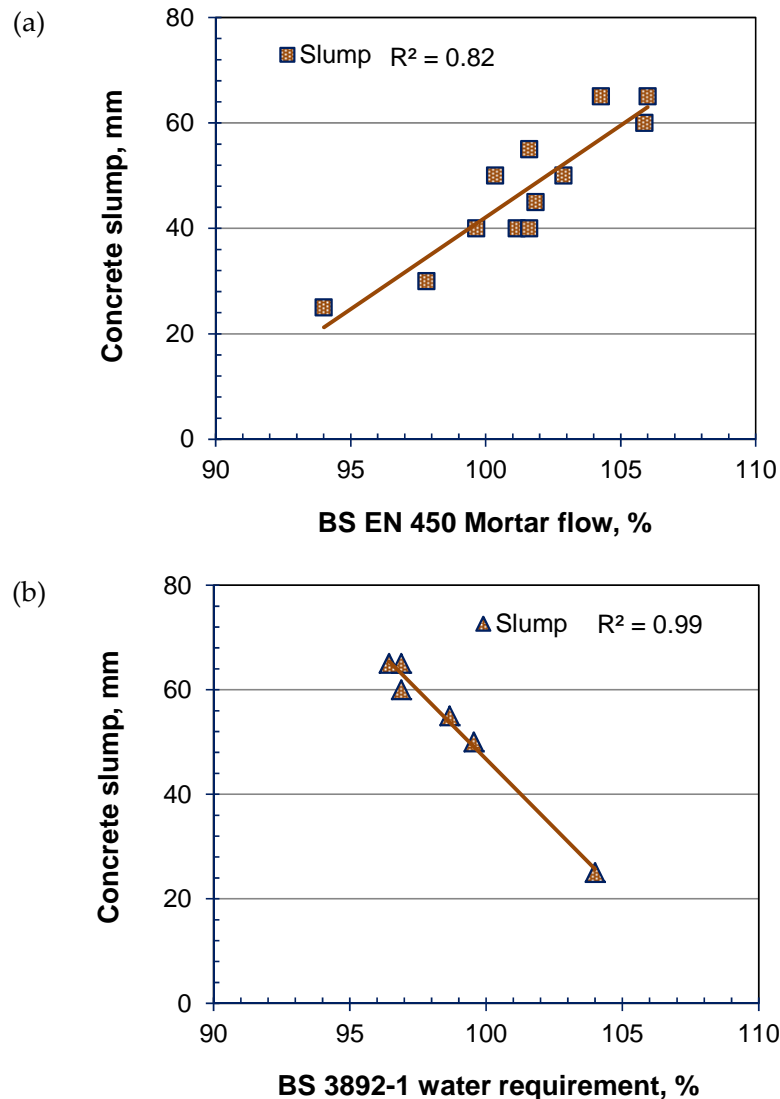 (a)
80
60
40
20
0
Concrete slump, mm
Slump R² = 0.82
90 95 100 105 110
BS EN 450 Mortar flow, %
(b)
80
60
40
20
0
Concrete slump, mm
Slump R² = 0.99
90 95 100 105 110
BS 3892-1 water requirement, %